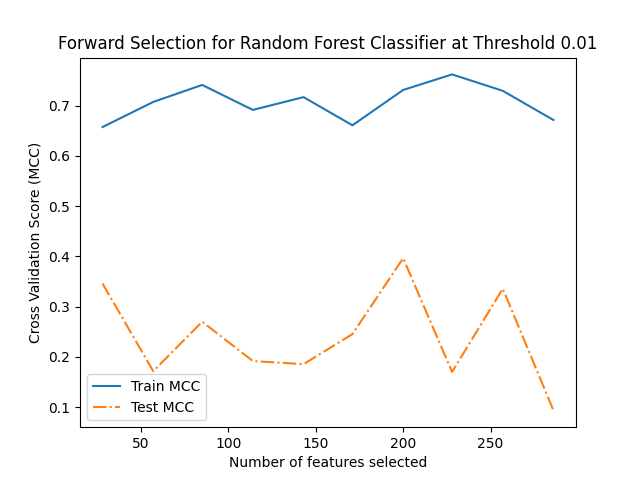 Forward Selection for Random Forest Classifier at Threshold 0.01
Cross Validation Score (MCC)
0.7
0.6
0.5
0.4
0.3
0.2
0.1
Train MCC
Test MCC
50 100 150 200 250
Number of features selected